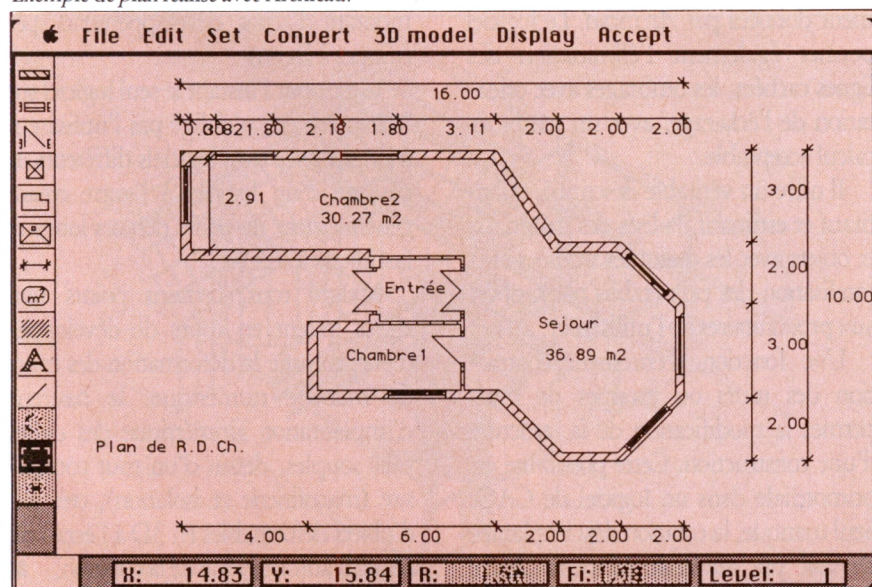 Exemple de plan réalisé avec Architrion.
File Edit Set Convert 3D model Display Accept
16.00
1.80 2.18 1.80 3.11 2.00 2.00 2.00
2.91
Chambre2
30.27 m2
3.00
2.00
10.00
Entrée
Sejour
36.89 m2
3.00
Chambre1
2.00
Plan de R.D.Ch.
4.00 6.00 2.00 2.00 2.00
X: 14.83 Y: 15.84 R: Fi: Level: 1